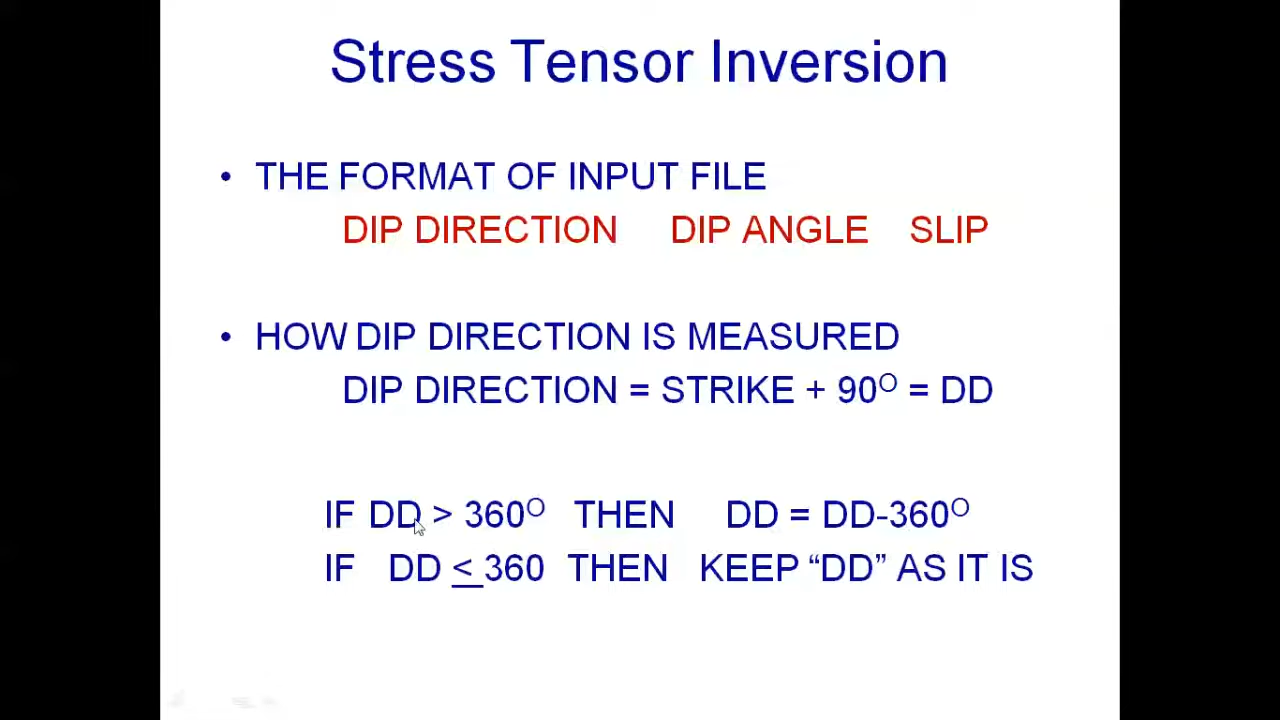 Stress Tensor Inversion
• THE FORMAT OF INPUT FILE
DIP DIRECTION DIP ANGLE SLIP
• HOW DIP DIRECTION IS MEASURED
DIP DIRECTION = STRIKE + 90ᴼ = DD
IF DD > 360ᴼ THEN DD = DD-360ᴼ
IF DD < 360 THEN KEEP “DD” AS IT IS